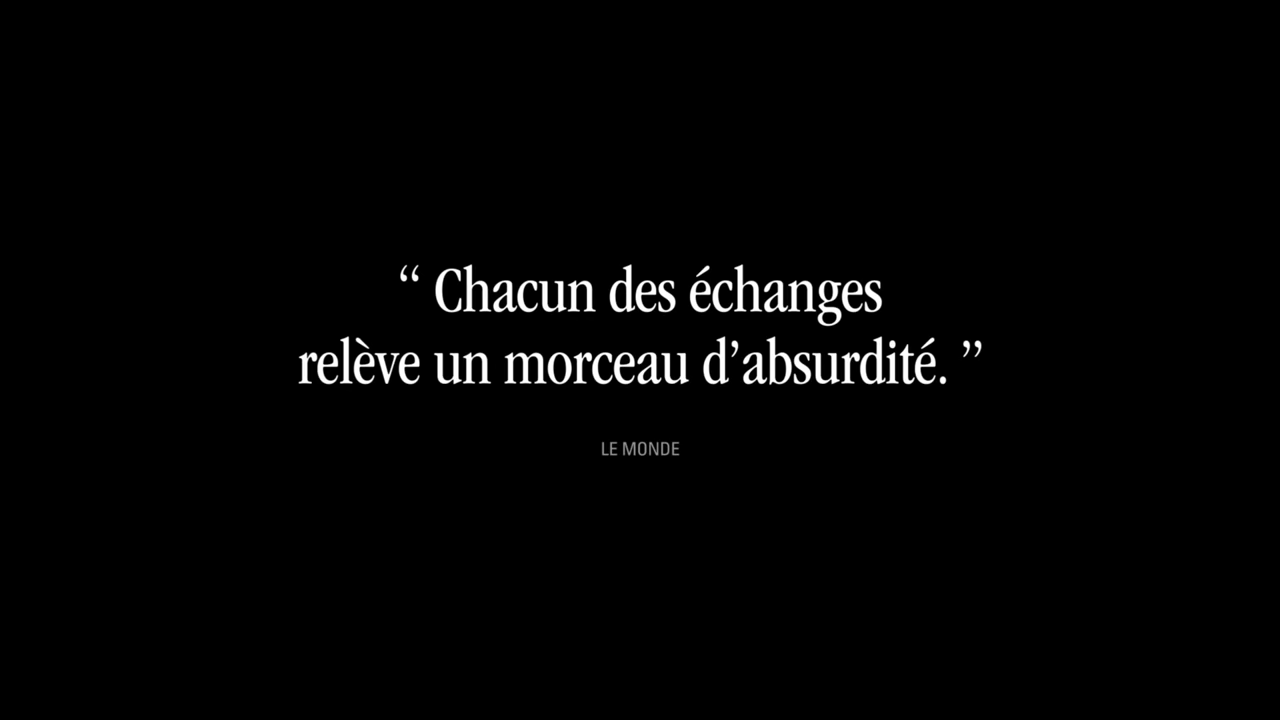 “ Chacun des échanges
relève un morceau d’absurdité. ”
LE MONDE